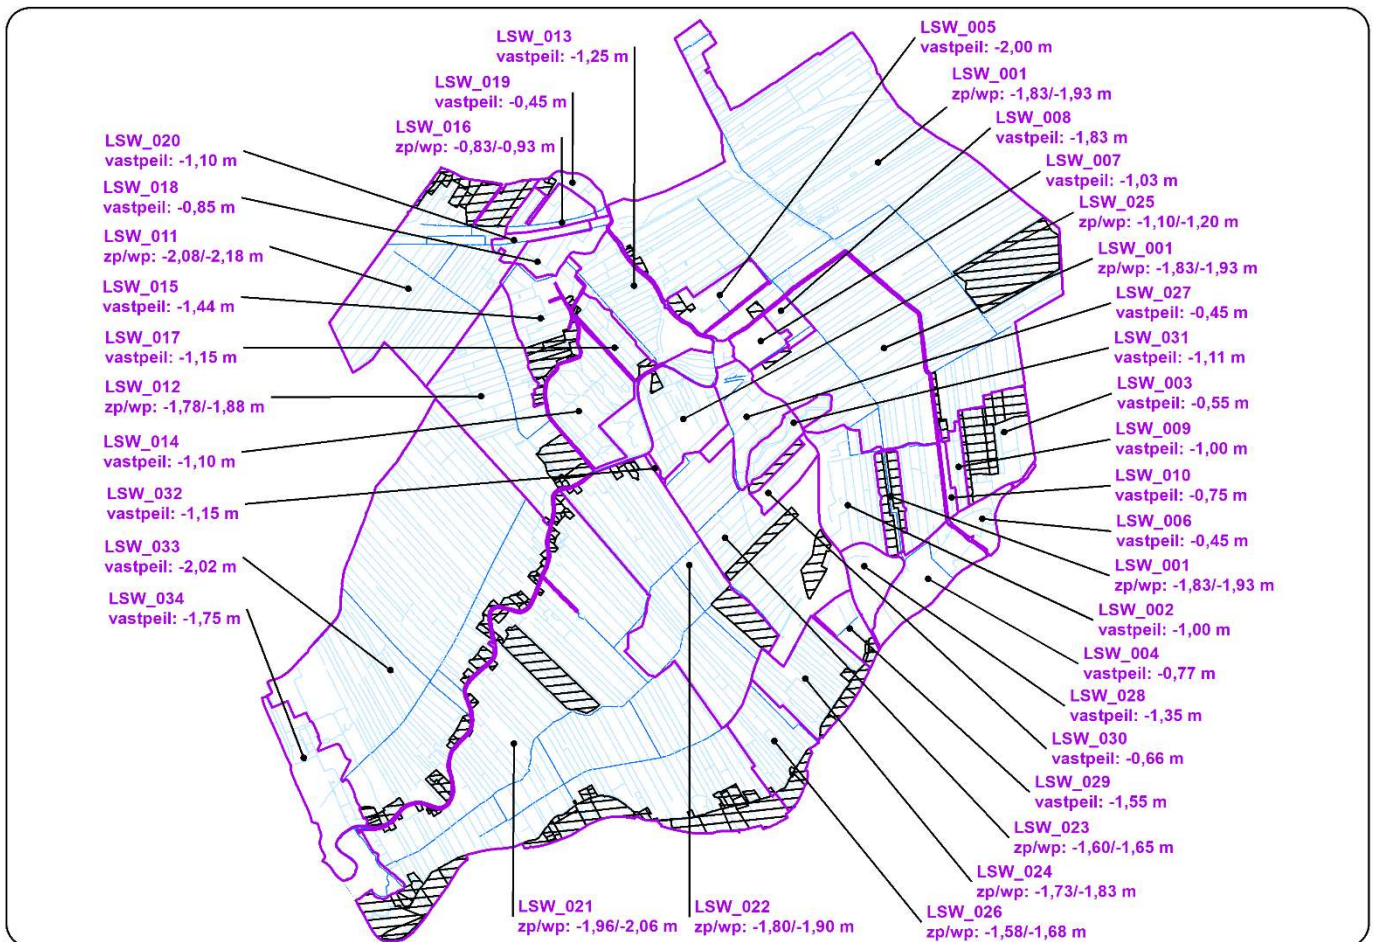 LSW_013
vastpeil: -1,25 m
LSW_019
vastpeil: -0,45 m
LSW_016
zp/wp: -0,83/-0,93 m
LSW_020
vastpeil: -1,10 m
LSW_018
vastpeil: -0,85 m
LSW_011
zp/wp: -2,08/-2,18 m
LSW_015
vastpeil: -1,44 m
LSW_017
vastpeil: -1,15 m
LSW_012
zp/wp: -1,78/-1,88 m
LSW_014
vastpeil: -1,10 m
LSW_032
vastpeil: -1,15 m
LSW_033
vastpeil: -2,02 m
LSW_034
vastpeil: -1,75 m
LSW_005
vastpeil: -2,00 m
LSW_001
zp/wp: -1,83/-1,93 m
LSW_008
vastpeil: -1,83 m
LSW_007
vastpeil: -1,03 m
LSW_025
zp/wp: -1,10/-1,20 m
LSW_001
zp/wp: -1,83/-1,93 m
LSW_027
vastpeil: -0,45 m
LSW_031
vastpeil: -1,11 m
LSW_003
vastpeil: -0,55 m
LSW_009
vastpeil: -1,00 m
LSW_010
vastpeil: -0,75 m
LSW_006
vastpeil: -0,45 m
LSW_001
zp/wp: -1,83/-1,93 m
LSW_002
vastpeil: -1,00 m
LSW_004
vastpeil: -0,77 m
LSW_028
vastpeil: -1,35 m
LSW_030
vastpeil: -0,66 m
LSW_029
vastpeil: -1,55 m
LSW_023
zp/wp: -1,60/-1,65 m
LSW_024
zp/wp: -1,73/-1,83 m
LSW_026
zp/wp: -1,58/-1,68 m
LSW_021
zp/wp: -1,96/-2,06 m
LSW_022
zp/wp: -1,80/-1,90 m